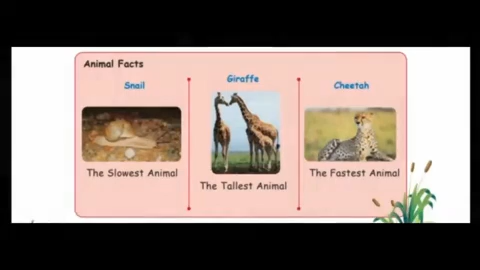 Animal Facts
Snail
Giraffe
Cheetah
The Slowest Animal
The Tallest Animal
The Fastest Animal